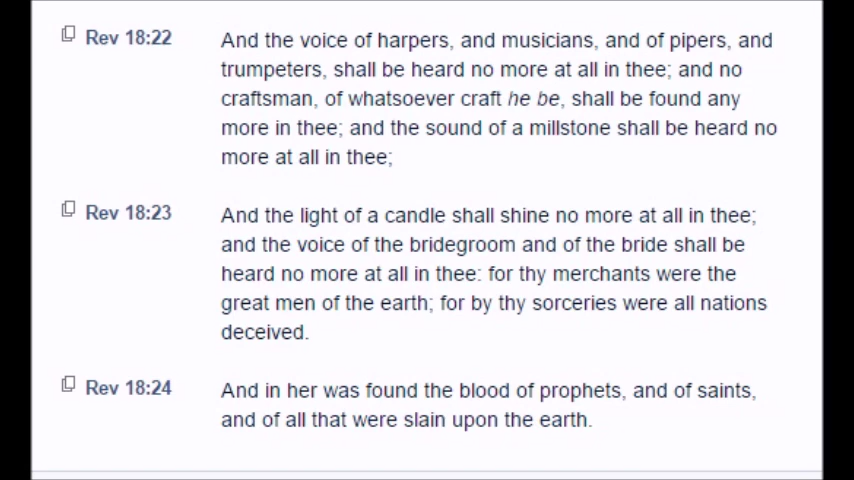 Rev 18:22 And the voice of harpers, and musicians, and of pipers, and
trumpeters, shall be heard no more at all in thee; and no
craftsman, of whatsoever craft he be, shall be found any
more in thee; and the sound of a millstone shall be heard no
more at all in thee;
Rev 18:23 And the light of a candle shall shine no more at all in thee;
and the voice of the bridegroom and of the bride shall be
heard no more at all in thee: for thy merchants were the
great men of the earth; for by thy sorceries were all nations
deceived.
Rev 18:24 And in her was found the blood of prophets, and of saints,
and of all that were slain upon the earth.